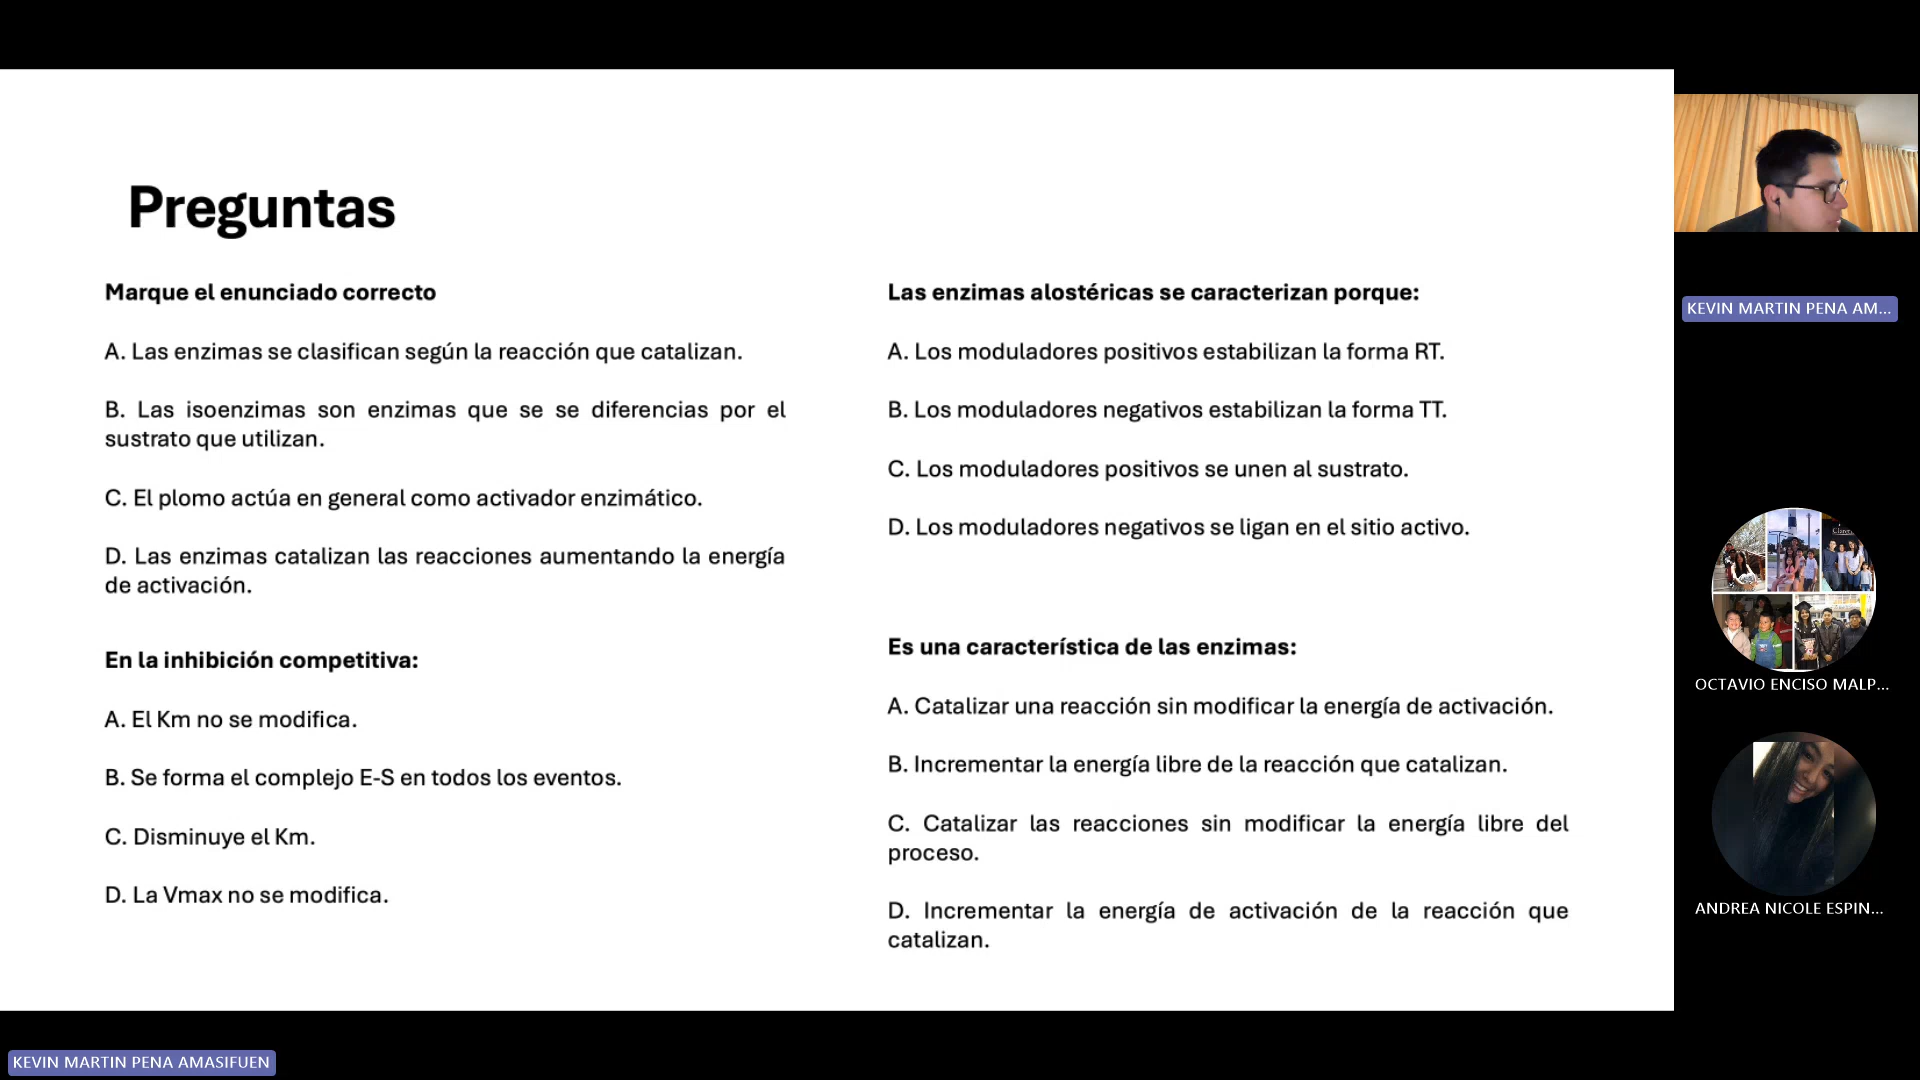 Preguntas
Marque el enunciado correcto
A. Las enzimas se clasifican según la reacción que catalizan.
B. Las isoenzimas son enzimas que se se diferencias por el
sustrato que utilizan.
C. El plomo actúa en general como activador enzimático.
D. Las enzimas catalizan las reacciones aumentando la energía
de activación.
En la inhibición competitiva:
A. El Km no se modifica.
B. Se forma el complejo E-S en todos los eventos.
C. Disminuye el Km.
D. La Vmax no se modifica.
Las enzimas alostéricas se caracterizan porque:
A. Los moduladores positivos estabilizan la forma RT.
B. Los moduladores negativos estabilizan la forma TT.
C. Los moduladores positivos se unen al sustrato.
D. Los moduladores negativos se ligan en el sitio activo.
Es una característica de las enzimas:
A. Catalizar una reacción sin modificar la energía de activación.
B. Incrementar la energía libre de la reacción que catalizan.
C. Catalizar las reacciones sin modificar la energía libre del
proceso.
D. Incrementar la energía de activación de la reacción que
catalizan.
KEVIN MARTIN PENA AM...
OCTAVIO ENCISO MALP...
ANDREA NICOLE ESPIN...
KEVIN MARTIN PENA AMASIFUEN